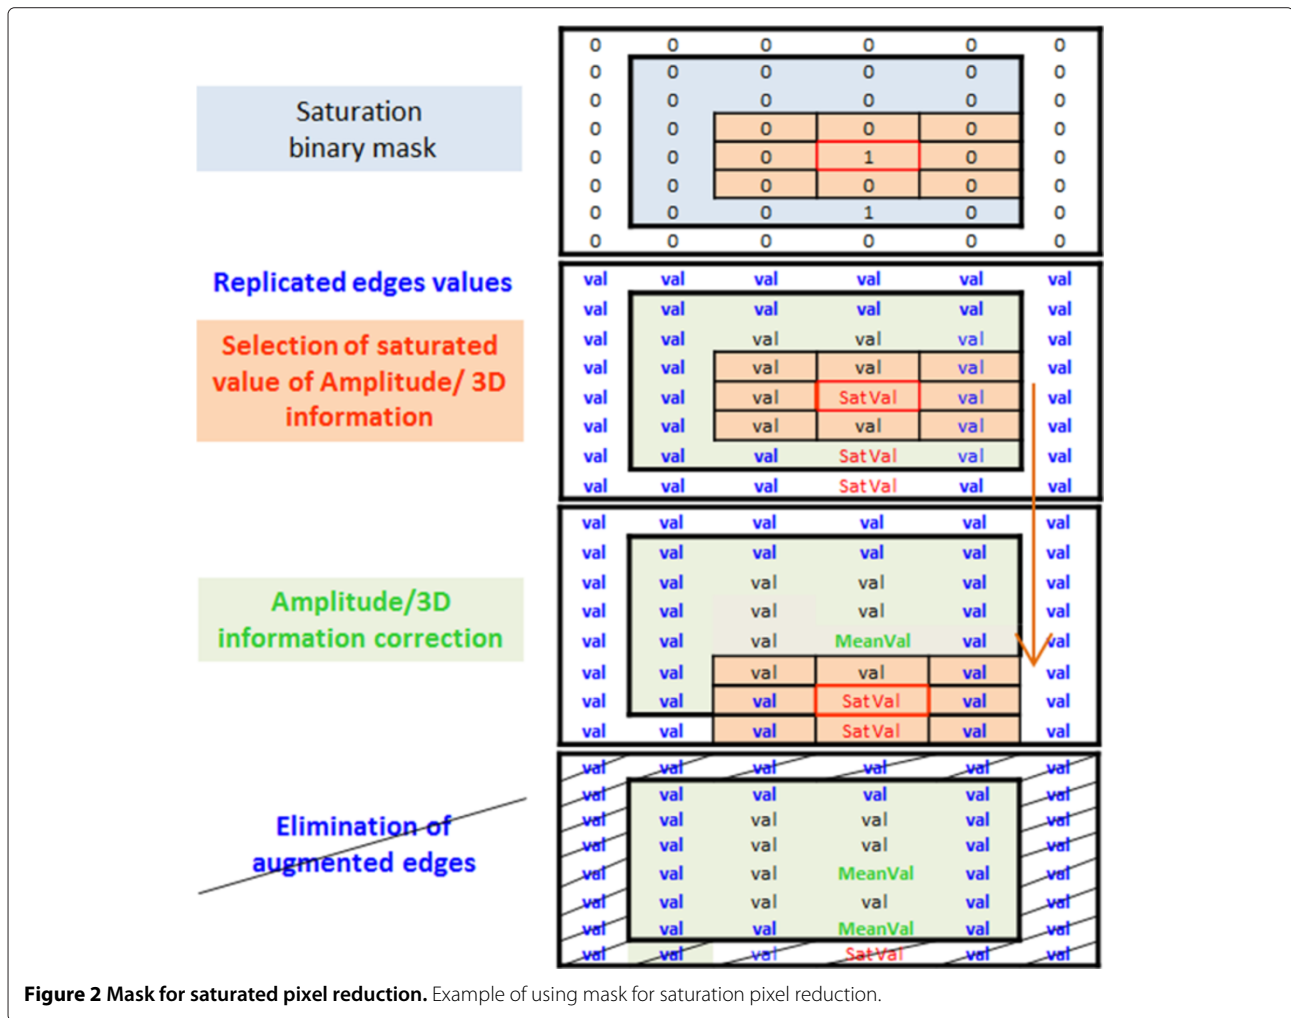 0 0 0 0 0 0
0 0 0 0 0 0
0 0 0 0 0 0
0 0 0 0 0 0
0 0 0 1 0 0
0 0 0 0 0 0
0 0 0 1 0 0
0 0 0 0 0 0
Saturation
binary mask
val val val val val val
val val val val val val
val val val val val val
val val val val val val
val val val SatVal val val
val val val val val val
val val val SatVal val val
val val val SatVal val val
Replicated edges values
Selection of saturated
value of Amplitude/ 3D
information
val val val val val val
val val val val val val
val val val val val val
val val val val val val
val val val MeanVal val val
val val val val val val
val val val SatVal val val
val val val SatVal val val
Amplitude/3D
information correction
val val val val val val
val val val val val val
val val val val val val
val val val val val val
val val val MeanVal val val
val val val val val val
val val val MeanVal val val
val val val SatVal val val
Elimination of
augmented edges
Figure 2 Mask for saturated pixel reduction. Example of using mask for saturation pixel reduction.